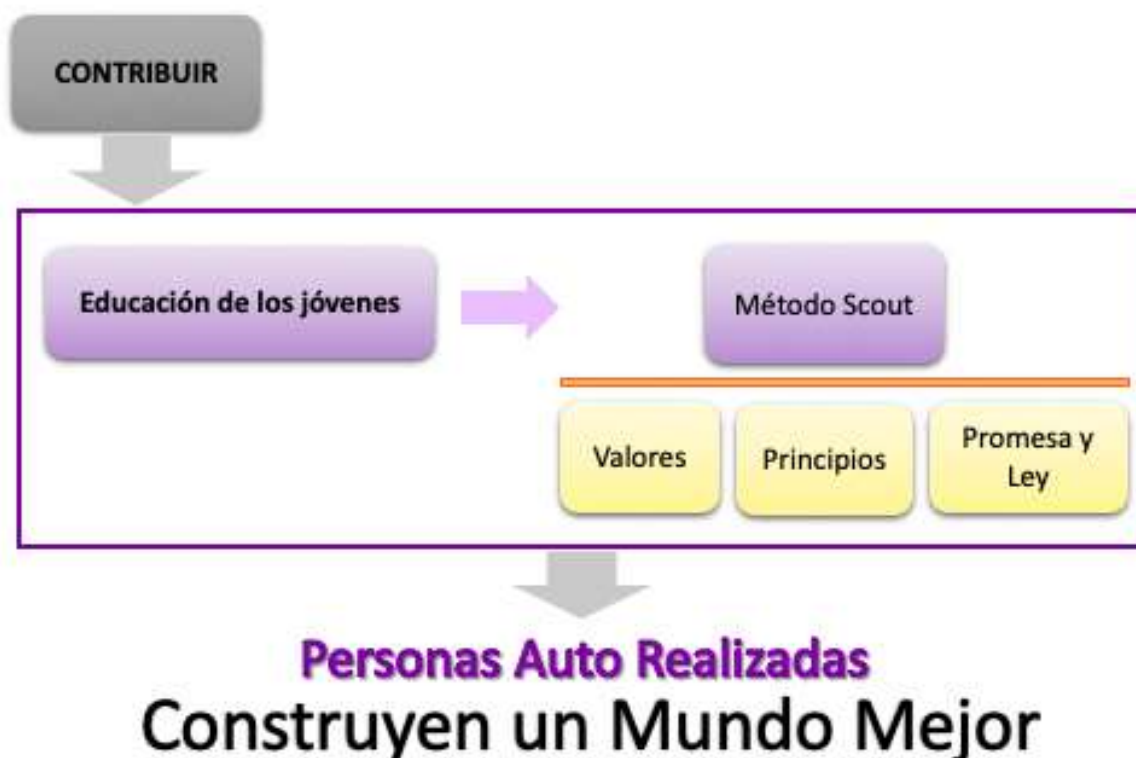 CONTRIBUIR
Educación de los jóvenes
Método Scout
Valores
Principios
Promesa y
Ley
Personas Auto Realizadas
Construyen un Mundo Mejor